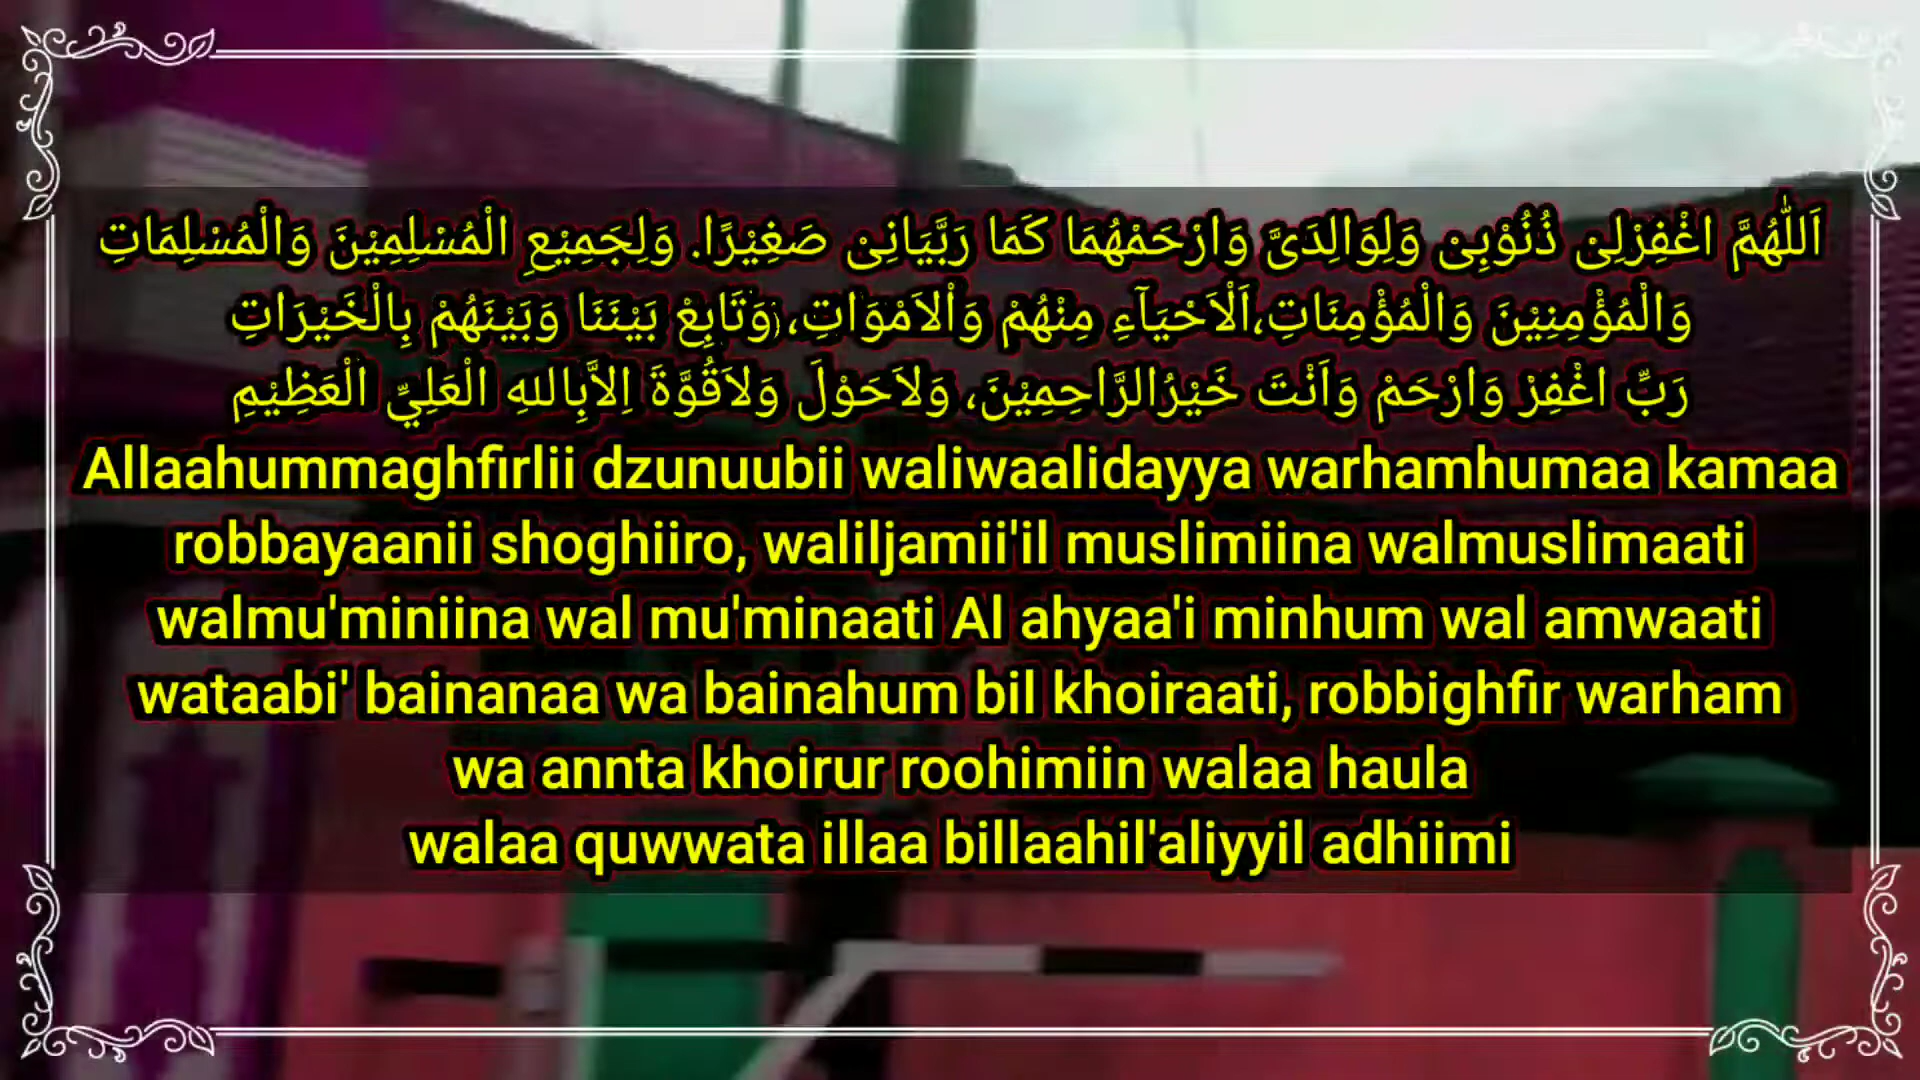 اَللّٰهُمَّ اغْفِرْلِىْ ذُنُوْبِىْ وَلِوَالِدَىَّ وَارْحَمْهُمَا كَمَا رَبَّيَانِىْ صَغِيْرًا. وَلِجَمِيْعِ الْمُسْلِمِيْنَ وَالْمُسْلِمَاتِ
وَالْمُؤْمِنِيْنَ وَالْمُؤْمِنَاتِ،اَلْاَحْيَآءِ مِنْهُمْ وَاْلاَمْوَاتِ، وَتَابِعْ بَيْنَنَا وَبَيْنَهُمْ بِالْخَيْرَاتِ
رَبِّ اغْفِرْ وَارْحَمْ وَاَنْتَ خَيْرُالرَّاحِمِيْنَ، وَلاَحَوْلَ وَلاَقُوَّةَ اِلاَّبِاللهِ الْعَلِيِّ الْعَظِيْمِ
Allaahummaghfirlii dzunuubii waliwaalidayya warhamhumaa kamaa
robbayaanii shoghiiro, waliljamii'il muslimiina walmuslimaati
walmu'miniina wal mu'minaati Al ahyaa'i minhum wal amwaati
wataabi' bainanaa wa bainahum bil khoiraati, robbighfir warham
wa annta khoirur roohimiin walaa haula
walaa quwwata illaa billaahil'aliyyil adhiimi